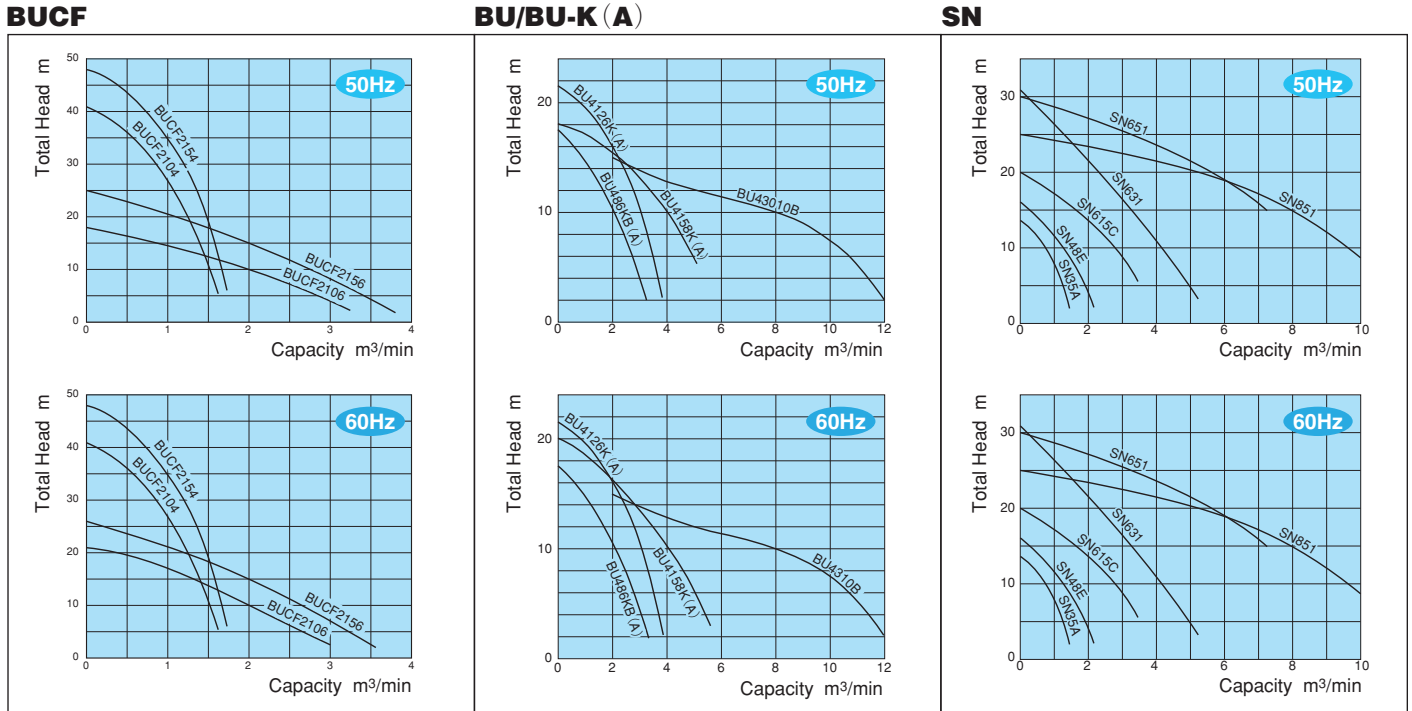 BUCF
BU/BU-K（A）
SN
50Hz
Total Head m
50
40
30
20
10
0
BUCF2154
BUCF2104
BUCF2156
BUCF2106
0 1 2 3 4
Capacity m³/min
50Hz
Total Head m
20
10
0
BU4126K(A)
BU486KB(A)
BU4158K(A)
BU43010B
0 2 4 6 8 10 12
Capacity m³/min
50Hz
Total Head m
30
20
10
0
SN651
SN631
SN851
SN615C
SN48E
SN35A
0 2 4 6 8 10
Capacity m³/min
60Hz
Total Head m
50
40
30
20
10
0
BUCF2154
BUCF2104
BUCF2156
BUCF2106
0 1 2 3 4
Capacity m³/min
60Hz
Total Head m
20
10
0
BU4126K(A)
BU486KB(A)
BU4158K(A)
BU4310B
0 2 4 6 8 10 12
Capacity m³/min
60Hz
Total Head m
30
20
10
0
SN651
SN631
SN851
SN615C
SN48E
SN35A
0 2 4 6 8 10
Capacity m³/min